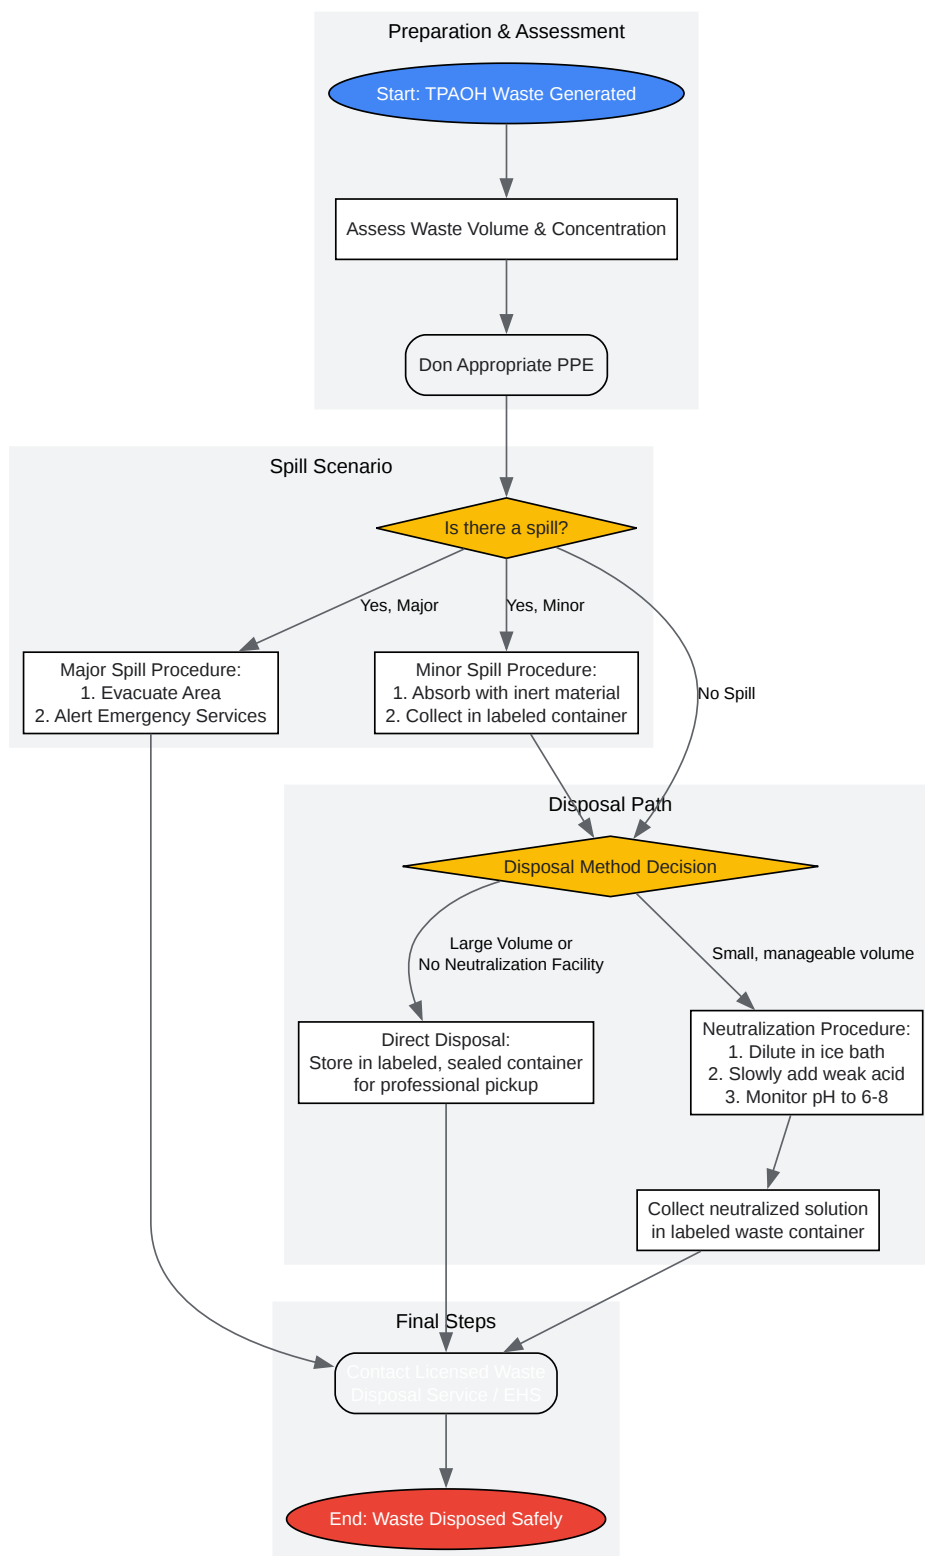 Preparation & Assessment
Start: TPAOH Waste Generated
Assess Waste Volume & Concentration
Don Appropriate PPE
Spill Scenario
Is there a spill?
Yes, Major
Yes, Minor
Major Spill Procedure:
1. Evacuate Area
2. Alert Emergency Services
Minor Spill Procedure:
1. Absorb with inert material
2. Collect in labeled container
No Spill
Disposal Path
Disposal Method Decision
Large Volume or
No Neutralization Facility
Small, manageable volume
Direct Disposal:
Store in labeled, sealed container
for professional pickup
Neutralization Procedure:
1. Dilute in ice bath
2. Slowly add weak acid
3. Monitor pH to 6-8
Collect neutralized solution
in labeled waste container
Final Steps
Contact Licensed Waste
Disposal Service / EHS
End: Waste Disposed Safely